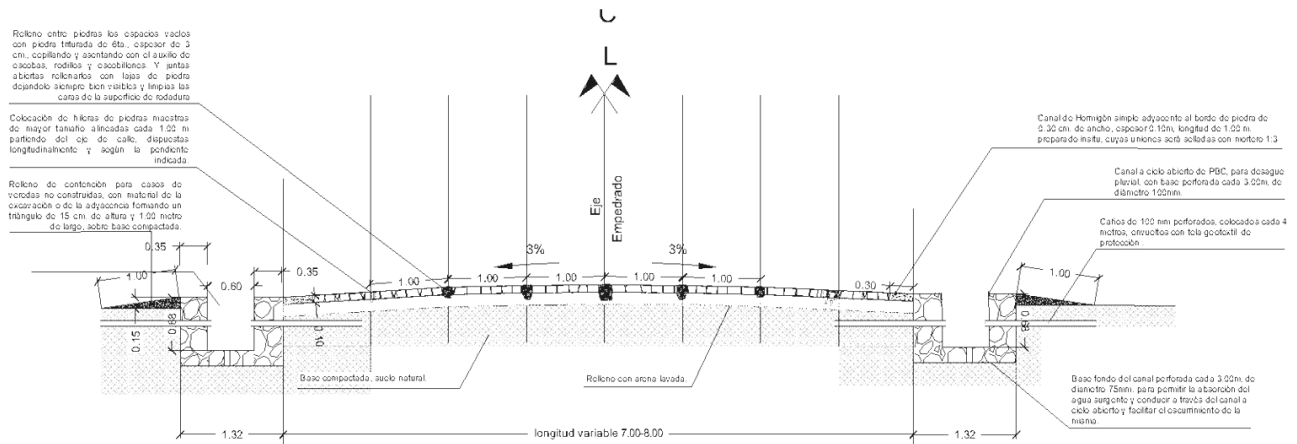 C
L
Relleno entre piedras los espacios vacíos
con piedra triturada de 6ta., espesor de 3
cm., cepillando y asentando con el auxilio de
escobas, rodillos y escobillones. Y juntas
abiertas rellenarlos con lajas de piedra
dejandolo siempre bien visibles y limpias las
caras de la superficie de rodadura
Colocación de hileras de piedras maestras
de mayor tamaño alineadas cada 1.00 m
partiendo del eje de calle, dispuestas
longitudinalmente y según la pendiente
indicada.
Relleno de contención para casos de
veredas no construidas, con material de la
excavación o de la adyacencia formando un
triángulo de 15 cm. de altura y 1.00 metro
de largo, sobre base compactada.
Canal de Hormigón simple adyacente al borde de piedra de
0.30 cm. de ancho, espesor 0.10m, longitud de 1.00 m.
preparado insitu, cuyas uniones será selladas con mortero 1:3
Canal a cielo abierto de PBC, para desague
pluvial, con base perforada cada 3.00m. de
diámetro 100mm.
Caños de 100 mm perforados, colocados cada 4
metros, envueltos con tela geotextil de
protección.
Eje
Empedrado
3%
3%
0.35
1.00
0.60
0.35
1.00
1.00
1.00
1.00
1.00
1.00
0.30
1.00
0.15
0.68
0.10
0.68
Base compactada, suelo natural.
Relleno con arena lavada.
Base fondo del canal perforada cada 3.00m. de
diametro 75mm. para permitir la absorción del
agua surgente y conducir a través del canal a
cielo abierto y facilitar el escurrimiento de la
misma.
1.32
longitud variable 7.00-8.00
1.32